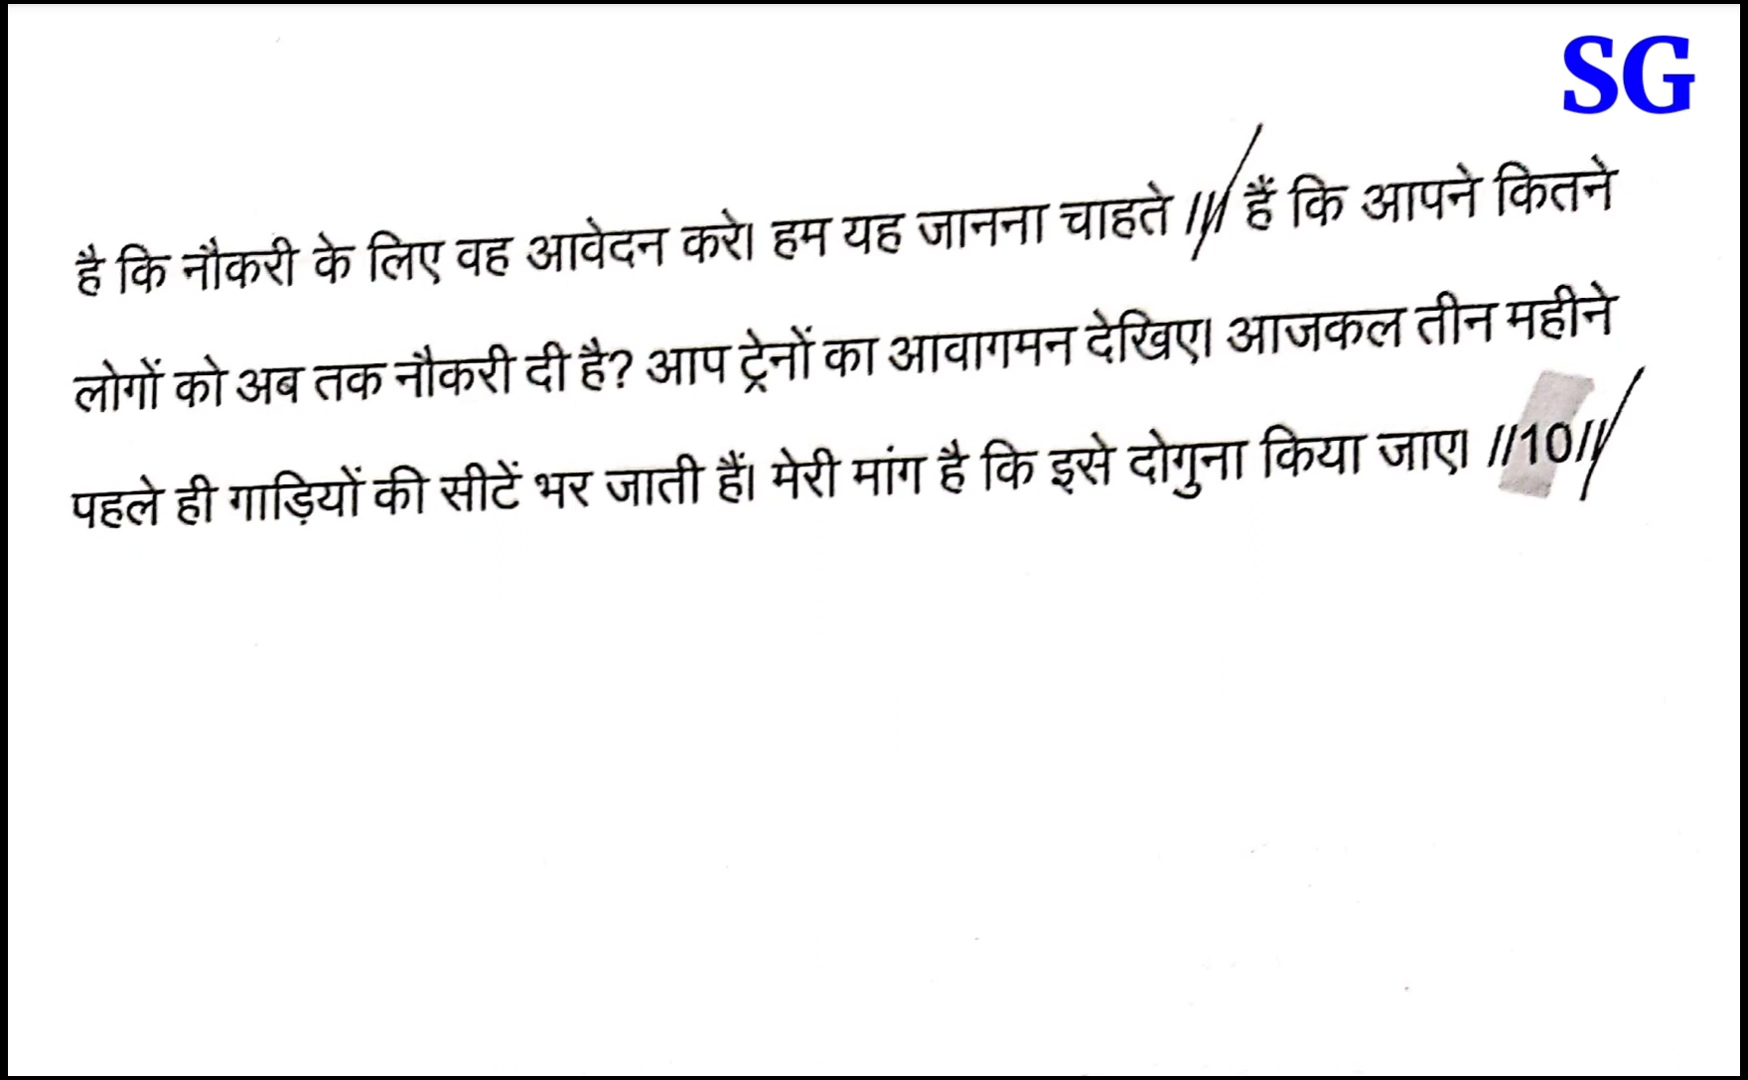 SG
है कि नौकरी के लिए वह आवेदन करे। हम यह जानना चाहते /// हैं कि आपने कितने
लोगों को अब तक नौकरी दी है? आप ट्रेनों का आवागमन देखिए। आजकल तीन महीने
पहले ही गाड़ियों की सीटें भर जाती हैं। मेरी मांग है कि इसे दोगुना किया जाए। //10//